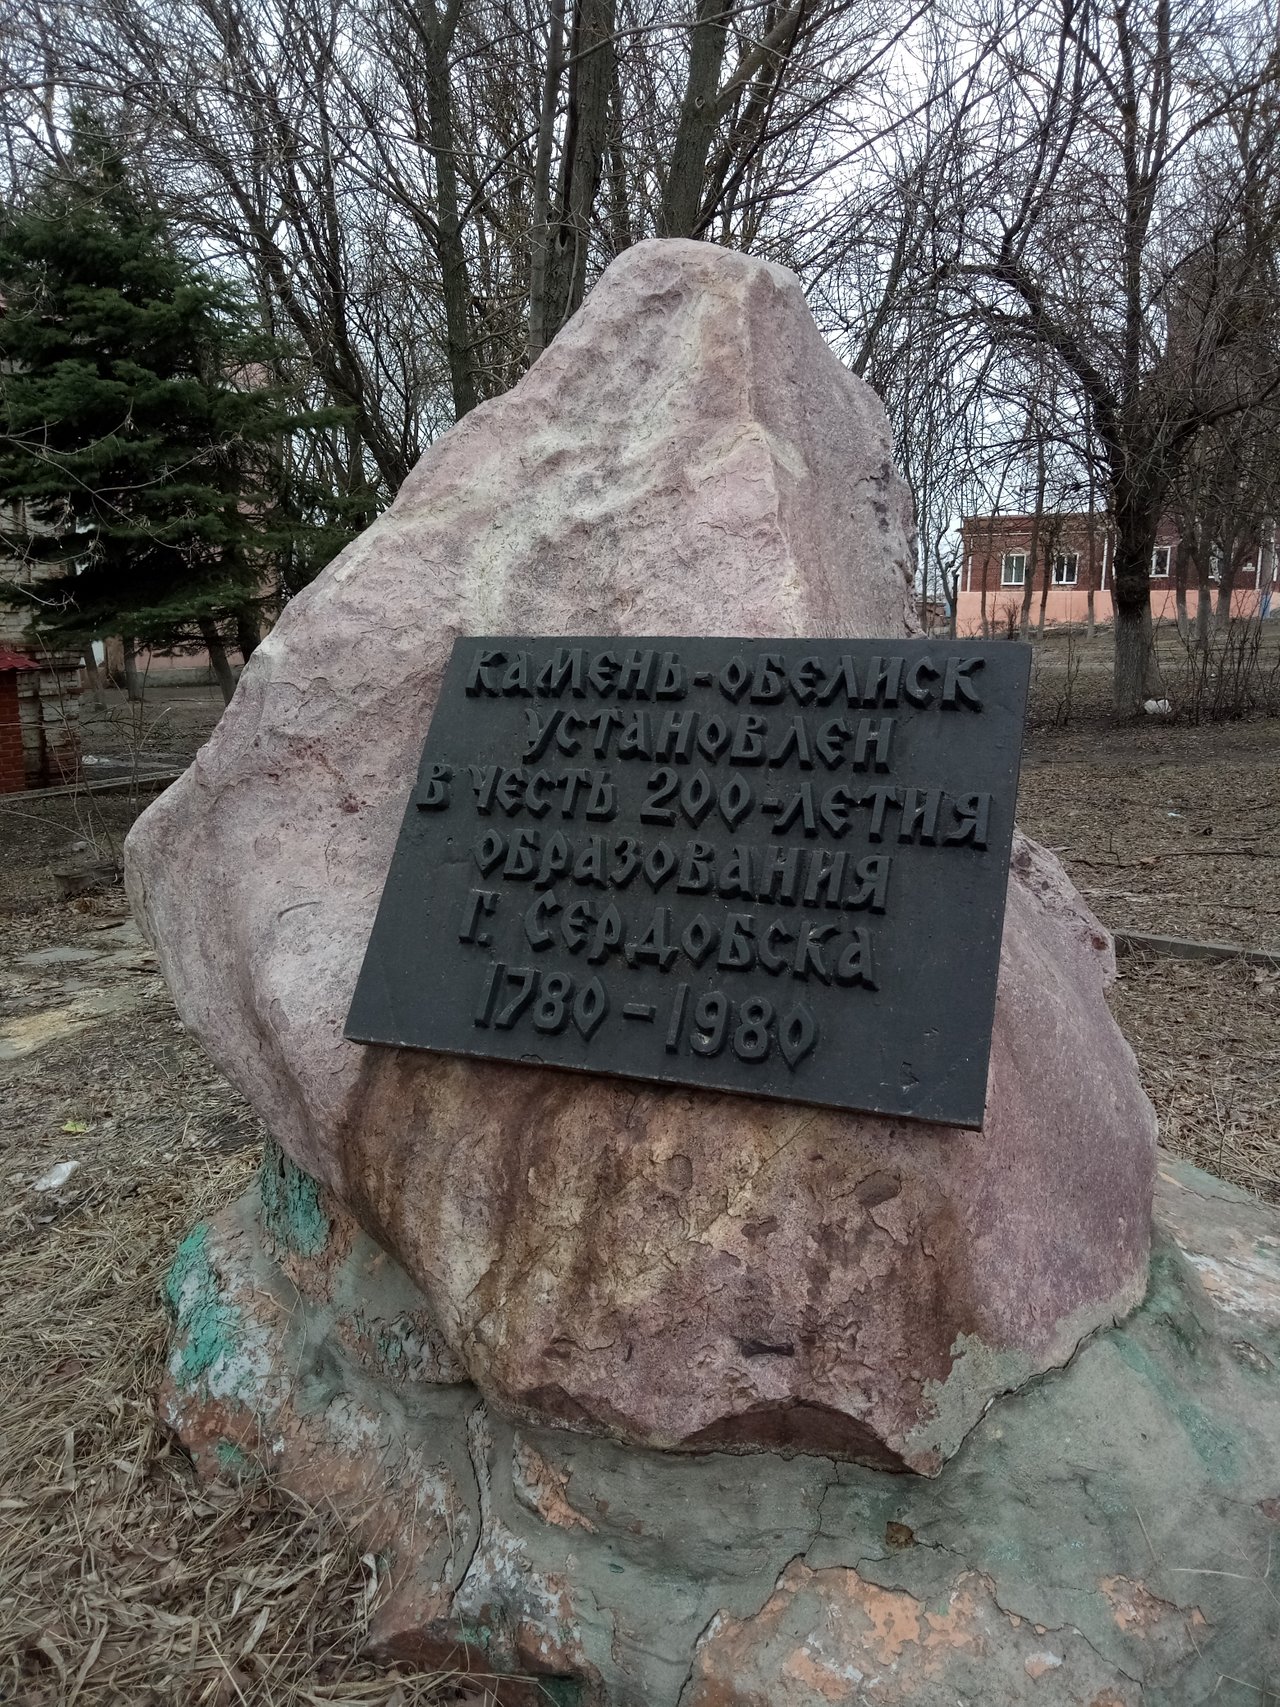 КАМЕНЬ-ОБЕЛИСК
УСТАНОВЛЕН
В ЧЕСТЬ 200-ЛЕТИЯ
ОБРАЗОВАНИЯ
Г. СЕРДОБСКА
1780-1980